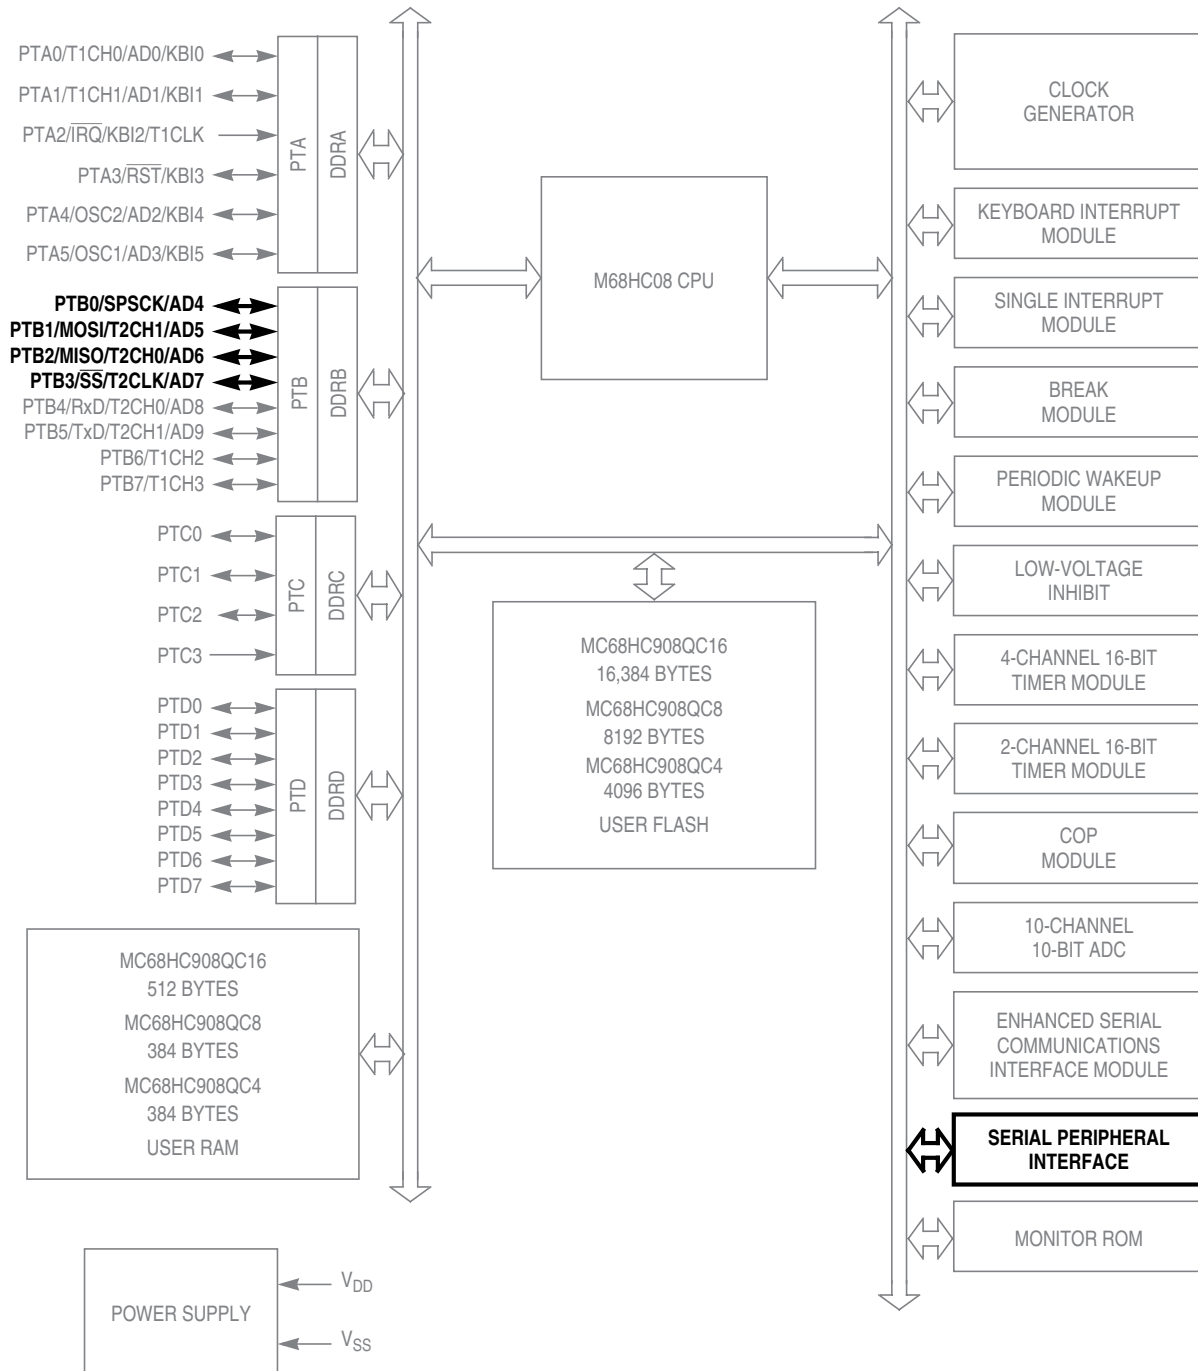 PTA0/T1CH0/AD0/KBI0
PTA1/T1CH1/AD1/KBI1
PTA2/IRQ/KBI2/T1CLK
PTA3/RST/KBI3
PTA4/OSC2/AD2/KBI4
PTA5/OSC1/AD3/KBI5
PTA
DDRA
PTB0/SPSCK/AD4
PTB1/MOSI/T2CH1/AD5
PTB2/MISO/T2CH0/AD6
PTB3/SS/T2CLK/AD7
PTB4/RxD/T2CH0/AD8
PTB5/TxD/T2CH1/AD9
PTB6/T1CH2
PTB7/T1CH3
PTB
DDRB
PTC0
PTC1
PTC2
PTC3
PTC
DDRC
PTD0
PTD1
PTD2
PTD3
PTD4
PTD5
PTD6
PTD7
PTD
DDRD
MC68HC908QC16
512 BYTES
MC68HC908QC8
384 BYTES
MC68HC908QC4
384 BYTES
USER RAM
POWER SUPPLY
VDD
VSS
M68HC08 CPU
MC68HC908QC16
16,384 BYTES
MC68HC908QC8
8192 BYTES
MC68HC908QC4
4096 BYTES
USER FLASH
CLOCK
GENERATOR
KEYBOARD INTERRUPT
MODULE
SINGLE INTERRUPT
MODULE
BREAK
MODULE
PERIODIC WAKEUP
MODULE
LOW-VOLTAGE
INHIBIT
4-CHANNEL 16-BIT
TIMER MODULE
2-CHANNEL 16-BIT
TIMER MODULE
COP
MODULE
10-CHANNEL
10-BIT ADC
ENHANCED SERIAL
COMMUNICATIONS
INTERFACE MODULE
SERIAL PERIPHERAL
INTERFACE
MONITOR ROM